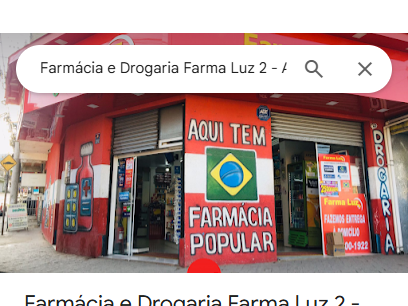 Farmácia e Drogaria Farma Luz 2 - A
AQUI TEM
FARMÁCIA
POPULAR
DROGARIA
Farma Luz
FAZEMOS ENTREGA
À DOMICÍLIO
00-1922
Farmácia e Drogaria Farma Luz 2 -